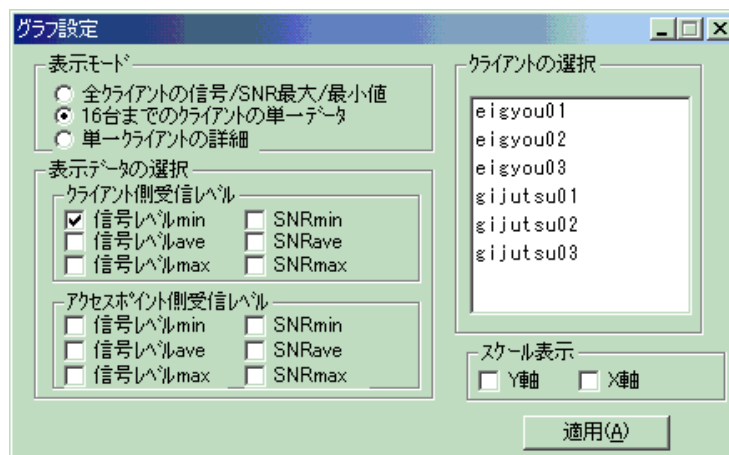 グラフ設定
表示モード
全クライアントの信号/SNR最大/最小値
16台までのクライアントの単一データ
単一クライアントの詳細
表示データの選択
クライアント側受信レベル
信号レベルmin SNRmin
信号レベルave SNRave
信号レベルmax SNRmax
アクセスポイント側受信レベル
信号レベルmin SNRmin
信号レベルave SNRave
信号レベルmax SNRmax
クライアントの選択
eigyou01
eigyou02
eigyou03
gijutsu01
gijutsu02
gijutsu03
スケール表示
Y軸 X軸
適用(A)